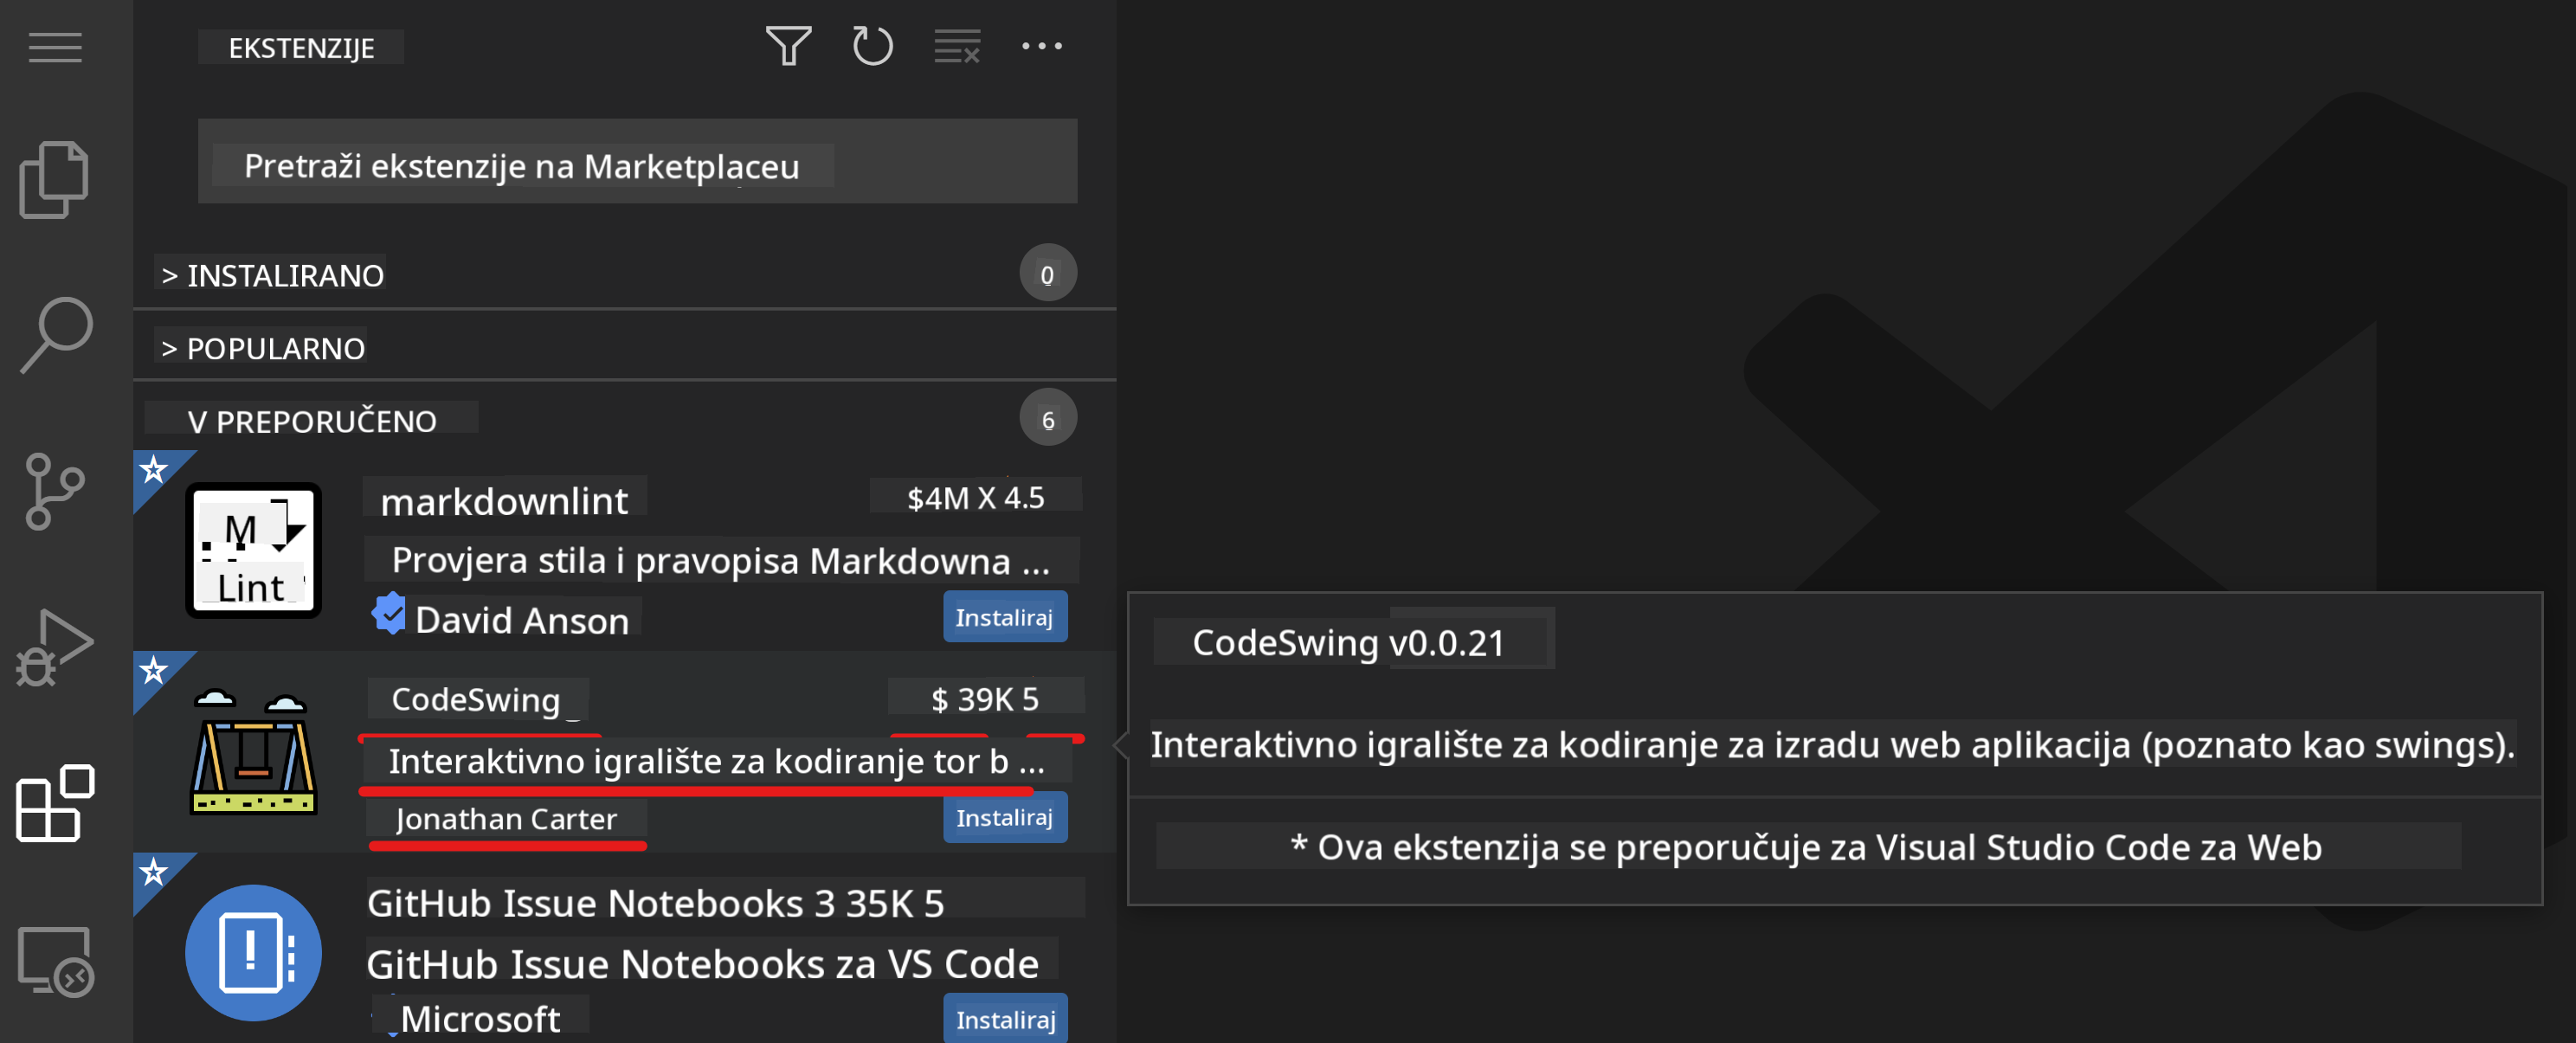 EKSTENZIJE
Pretraži ekstenzije na Marketplaceu
> INSTALIRANO 0
> POPULARNO
V PREPORUČENO 6
M
Lint
markdownlint $4M X 4.5
Provjera stila i pravopisa Markdowna ...
David Anson Instaliraj
CodeSwing $ 39K 5
Interaktivno igralište za kodiranje tor b ...
Jonathan Carter Instaliraj
GitHub Issue Notebooks 3 35K 5
GitHub Issue Notebooks za VS Code
Microsoft Instaliraj
CodeSwing v0.0.21
Interaktivno igralište za kodiranje za izradu web aplikacija (poznato kao swings).
* Ova ekstenzija se preporučuje za Visual Studio Code za Web